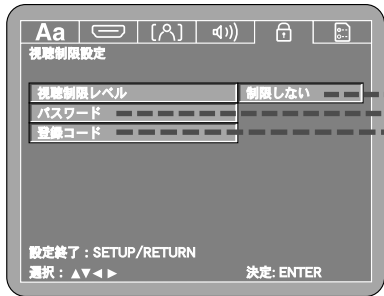 Aa
視聴制限設定
視聴制限レベル 制限しない
パスワード
登録コード
設定終了：SETUP/RETURN
選択：▲▼◀▶ 決定: ENTER